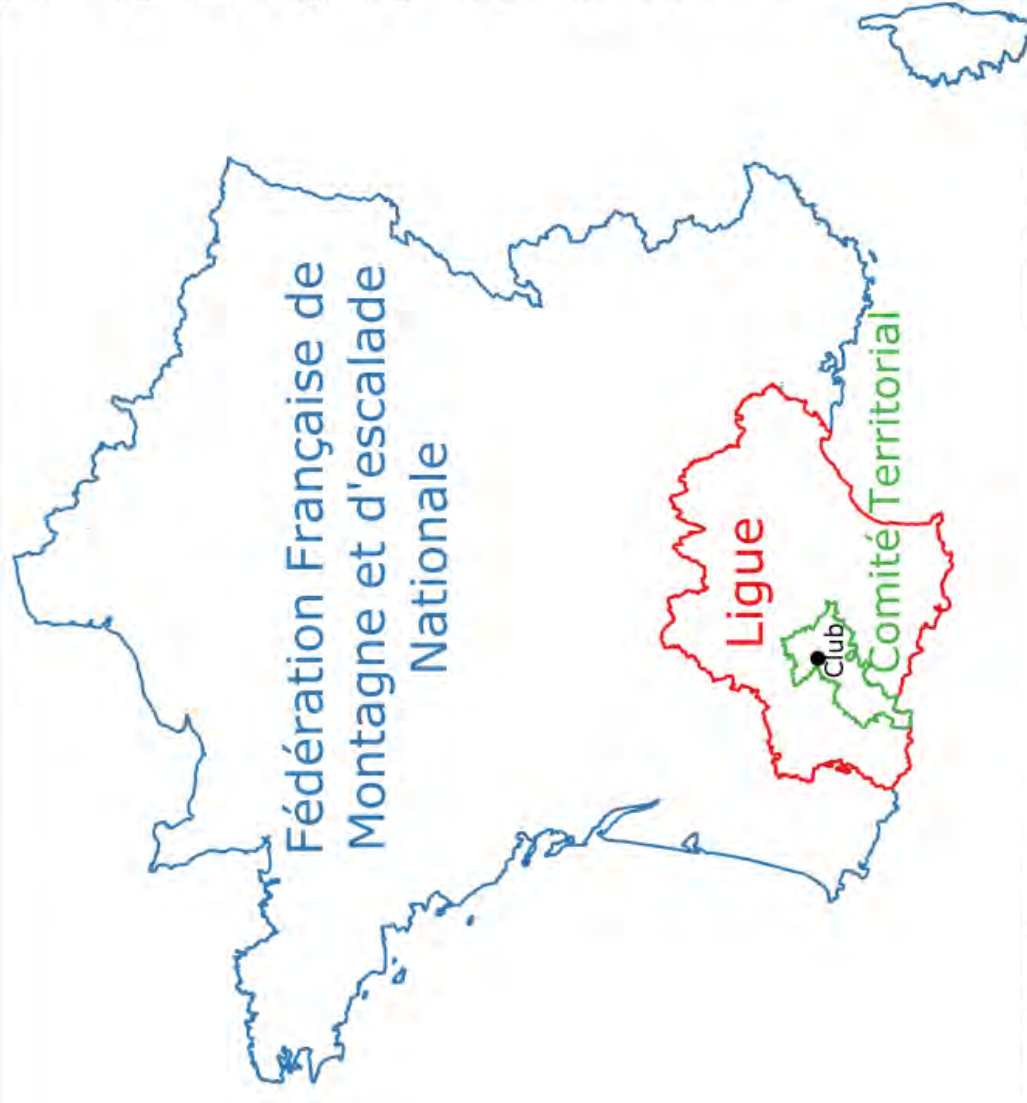 Fédération Française de
Montagne et d'escalade
Nationale
Ligue
Club
Comité Territorial